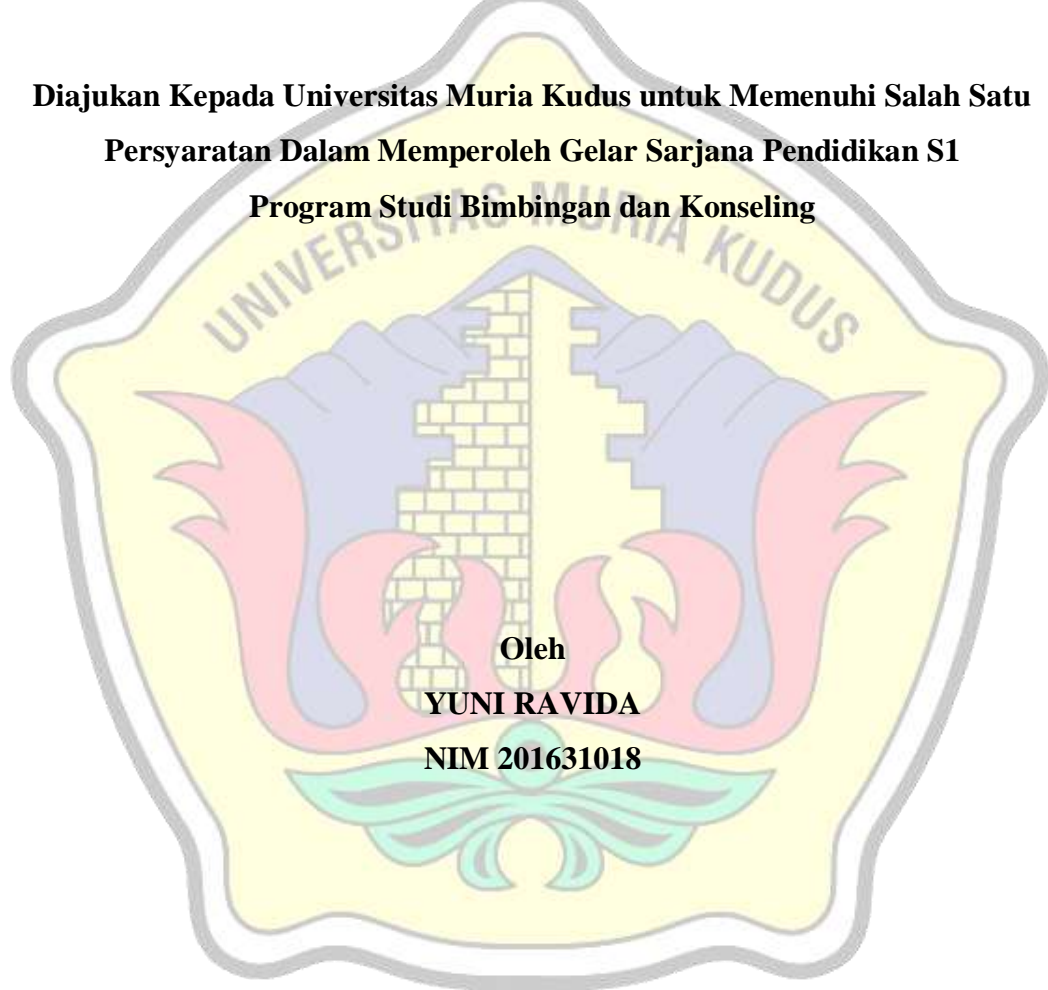 Diajukan Kepada Universitas Muria Kudus untuk Memenuhi Salah Satu
Persyaratan Dalam Memperoleh Gelar Sarjana Pendidikan S1
Program Studi Bimbingan dan Konseling
UNIVERSITAS MURIA KUDUS
Oleh
YUNI RAVIDA
NIM 201631018